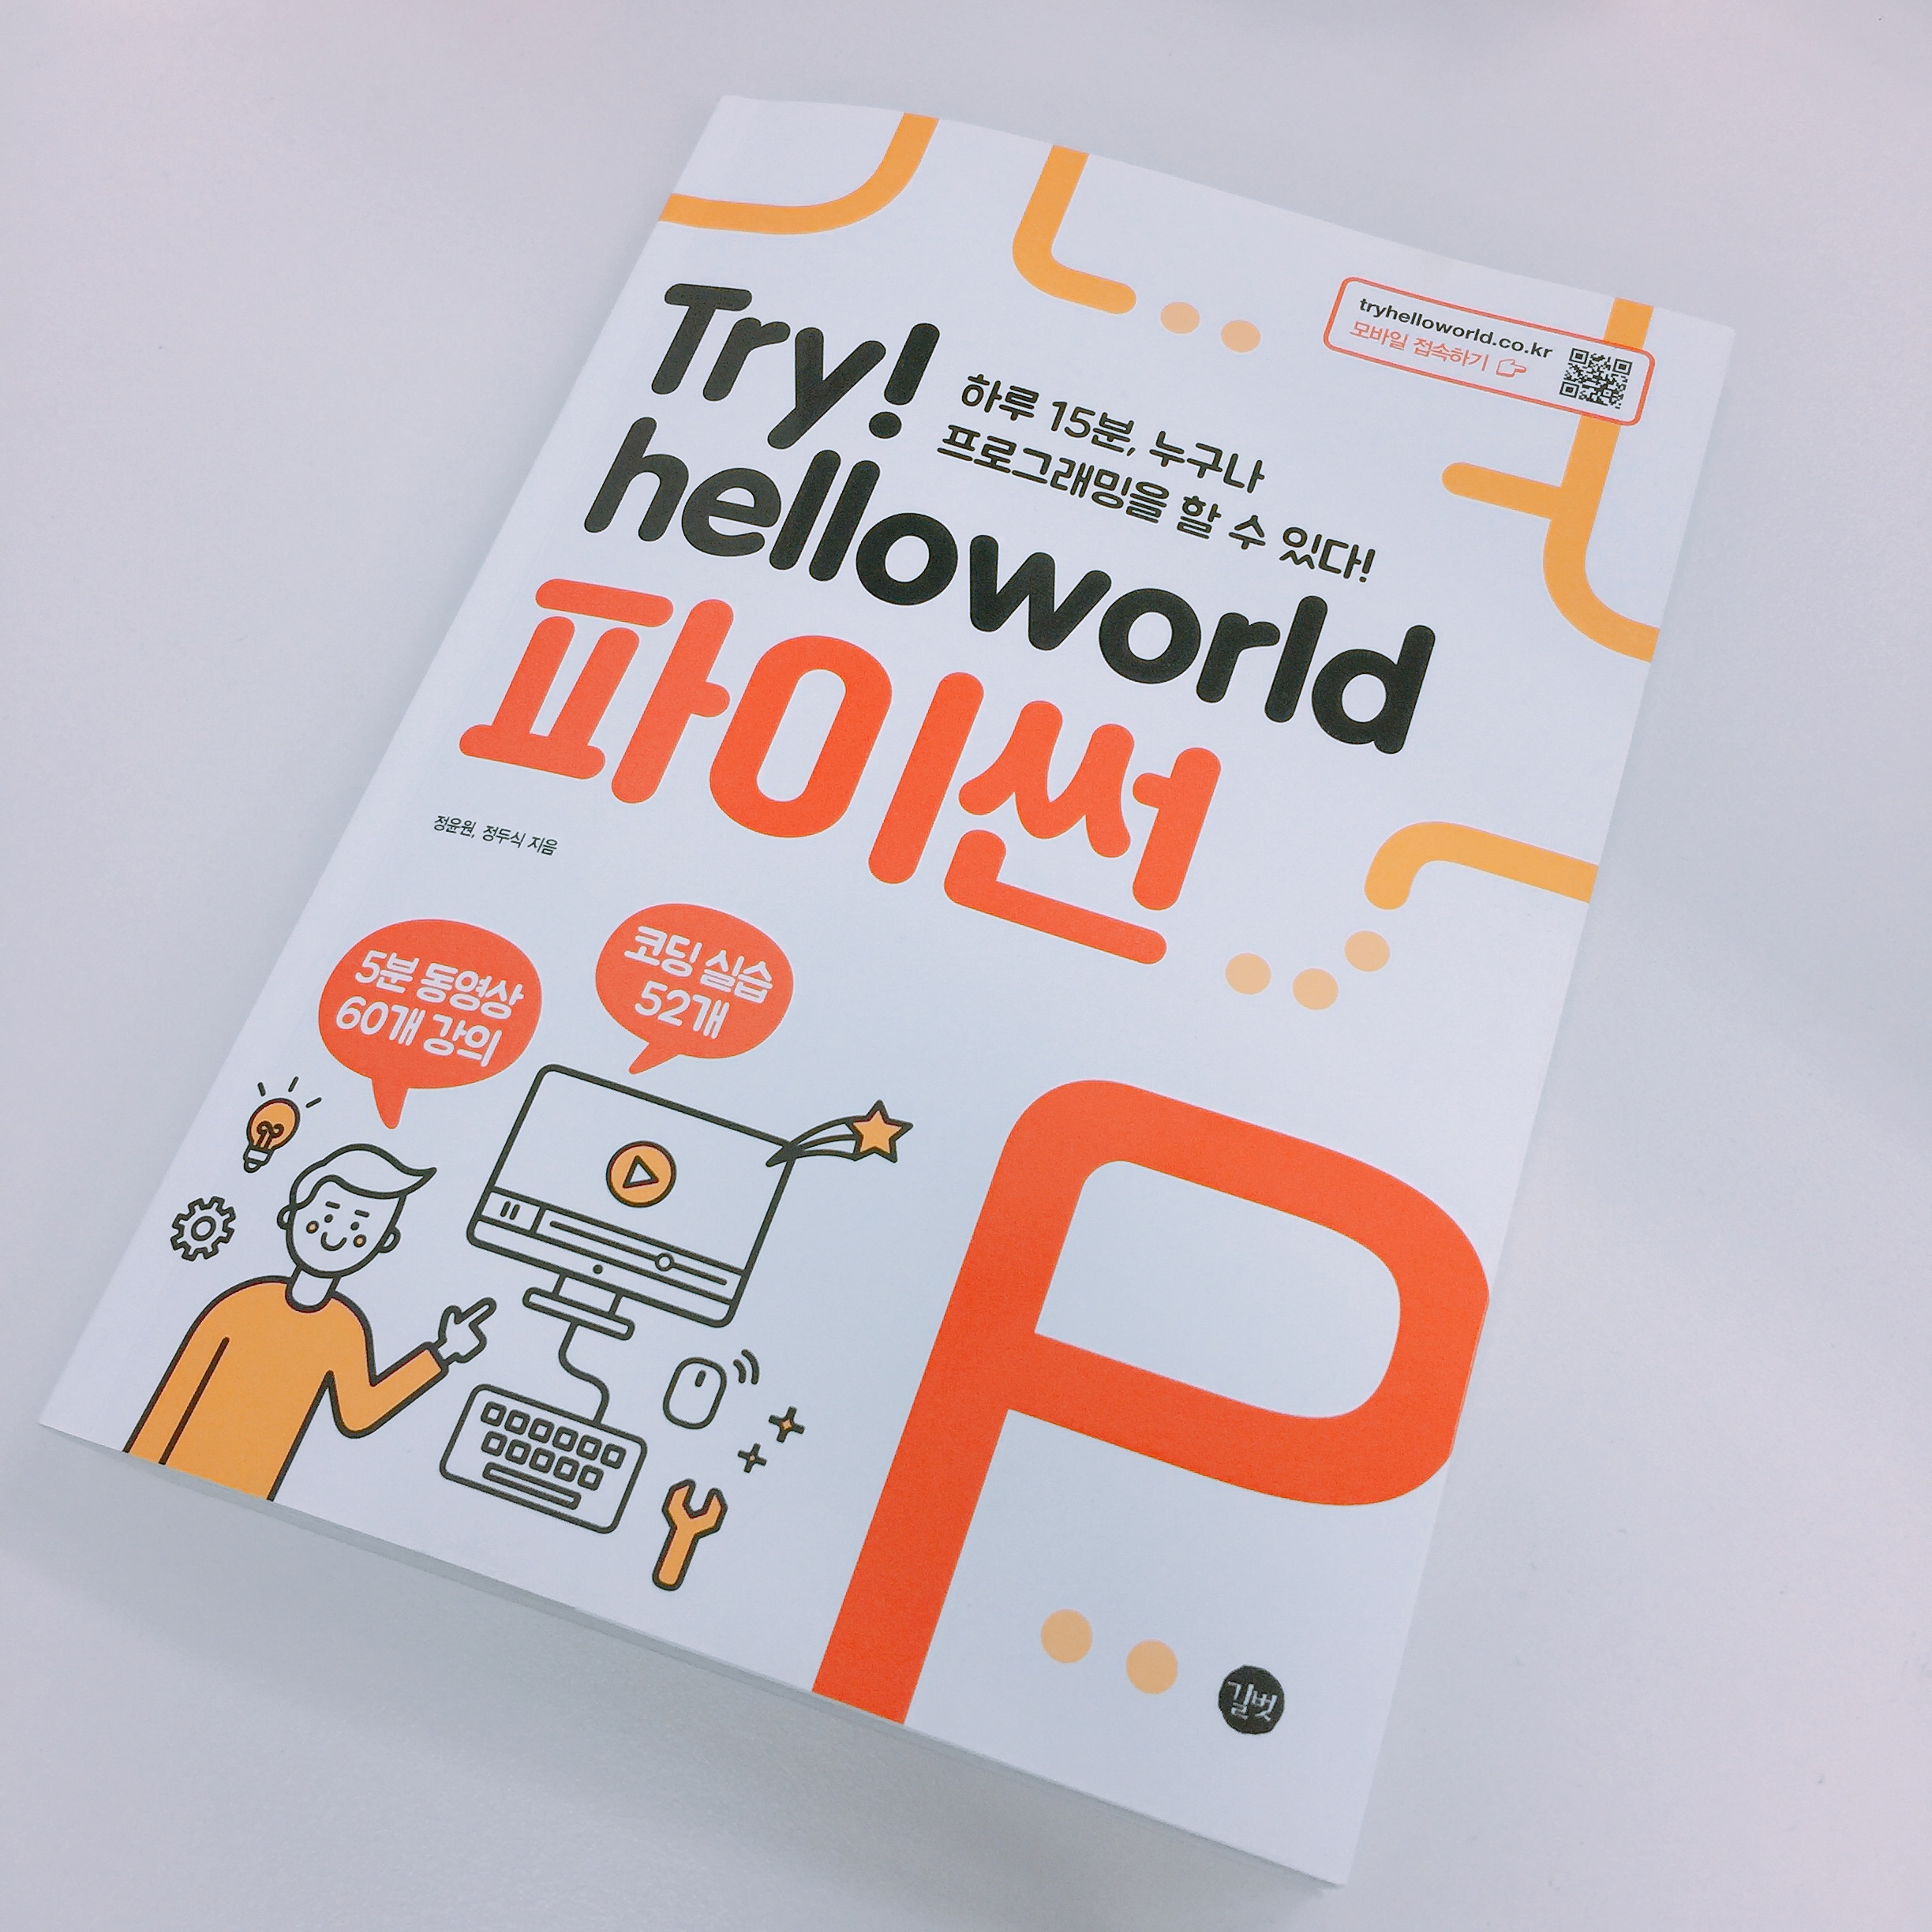 tryhelloworld.co.kr
모바일 접속하기
Try!
하루 15분, 누구나
프로그래밍을 할 수 있다!
helloworld
파이썬
정윤원, 정두식 지음
5분 동영상
60개 강의
코딩 실습
52개
P
길벗